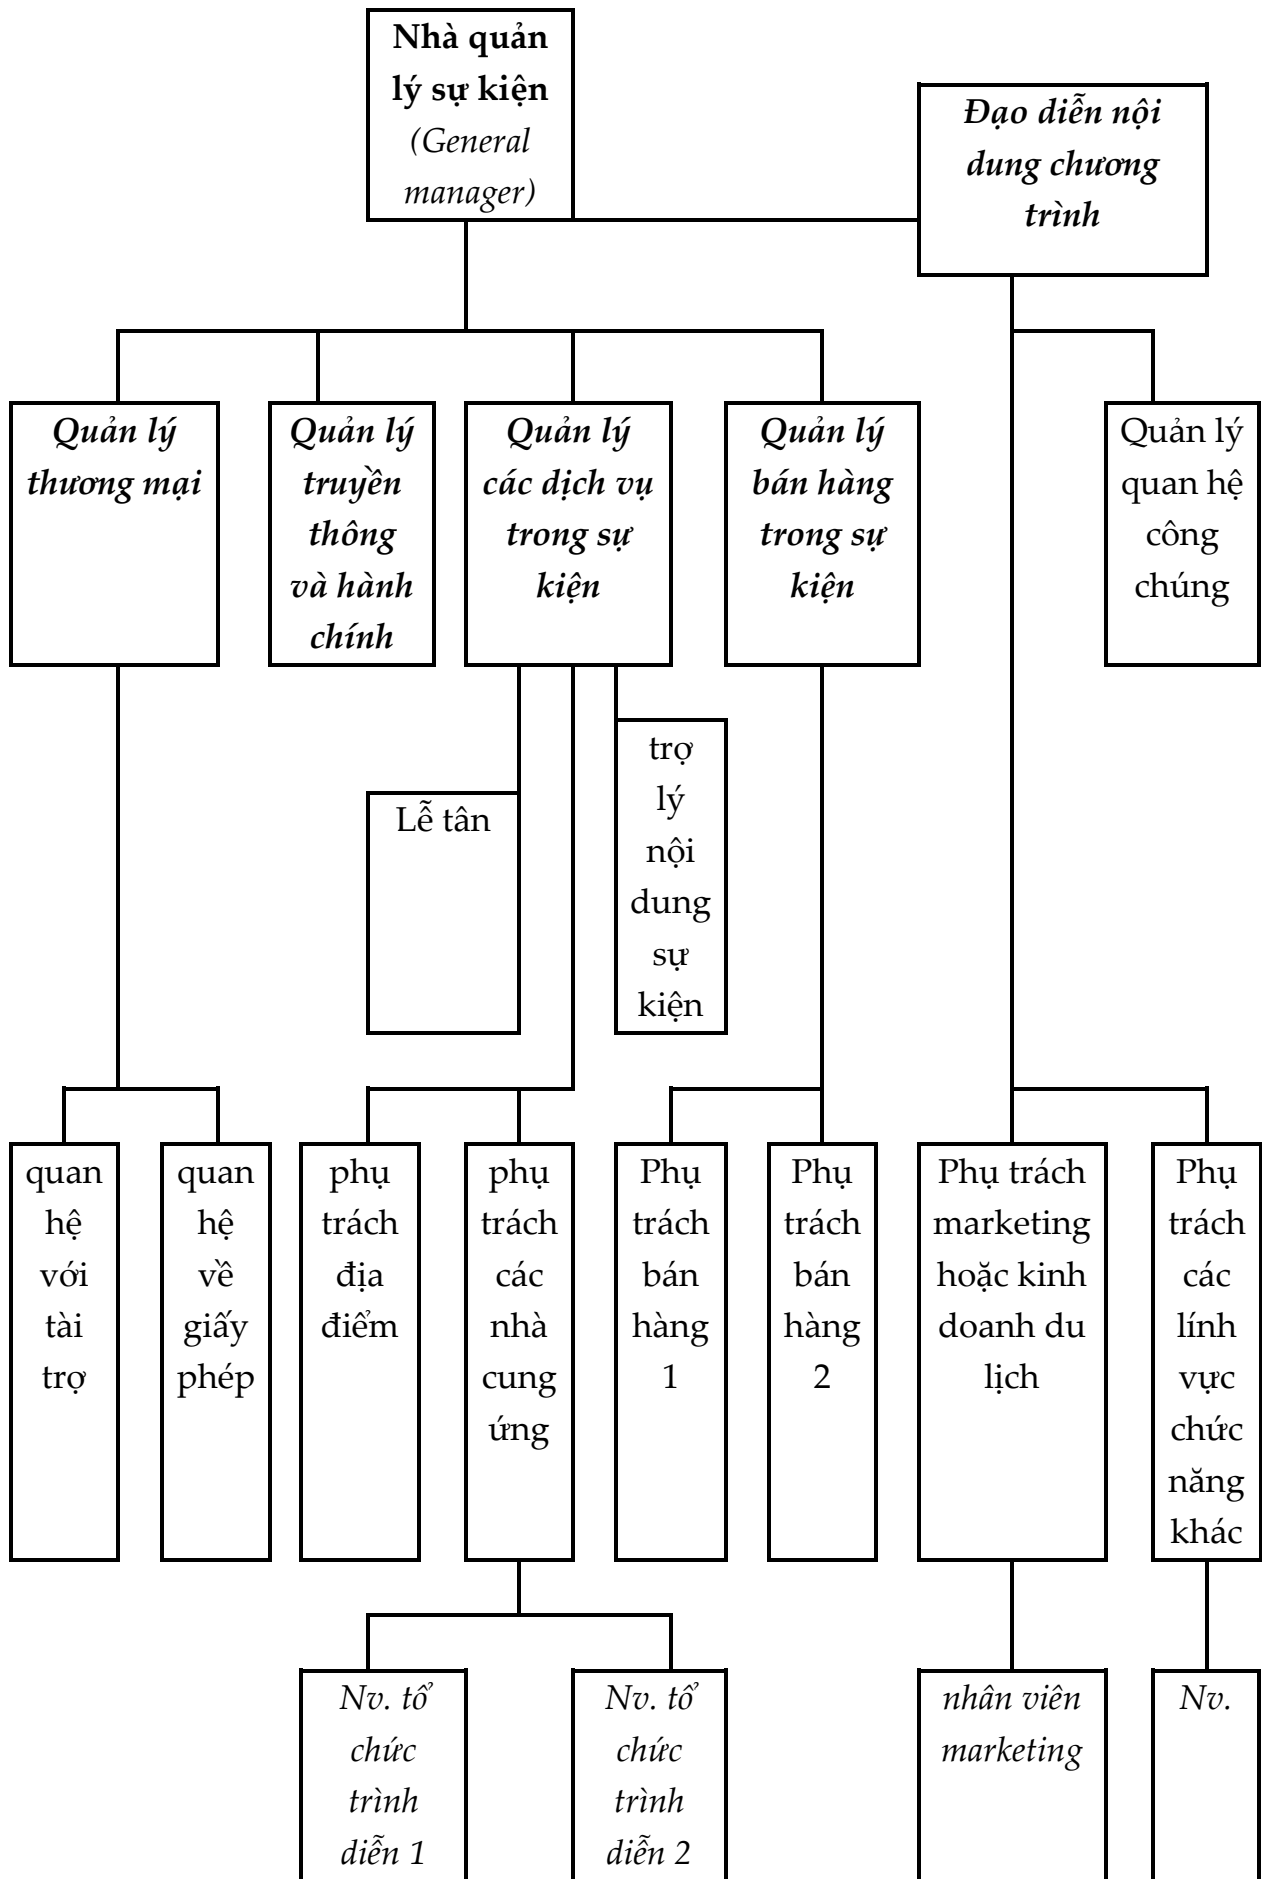 Nhà quản
lý sự kiện
(General
manager)
Đạo diễn nội
dung chương
trình
Quản lý
thương mại
Quản lý
truyền
thông
và hành
chính
Quản lý
các dịch vụ
trong sự
kiện
Quản lý
bán hàng
trong sự
kiện
Quản lý
quan hệ
công
chúng
trợ
lý
nội
dung
sự
kiện
Lễ tân
quan
hệ
với
tài
trợ
quan
hệ
về
giấy
phép
phụ
trách
địa
điểm
phụ
trách
các
nhà
cung
ứng
Phụ
trách
bán
hàng
1
Phụ
trách
bán
hàng
2
Phụ trách
marketing
hoặc kinh
doanh du
lịch
Phụ
trách
các
lính
vực
chức
năng
khác
Nv. tổ
chức
trình
diễn 1
Nv. tổ
chức
trình
diễn 2
nhân viên
marketing
Nv.